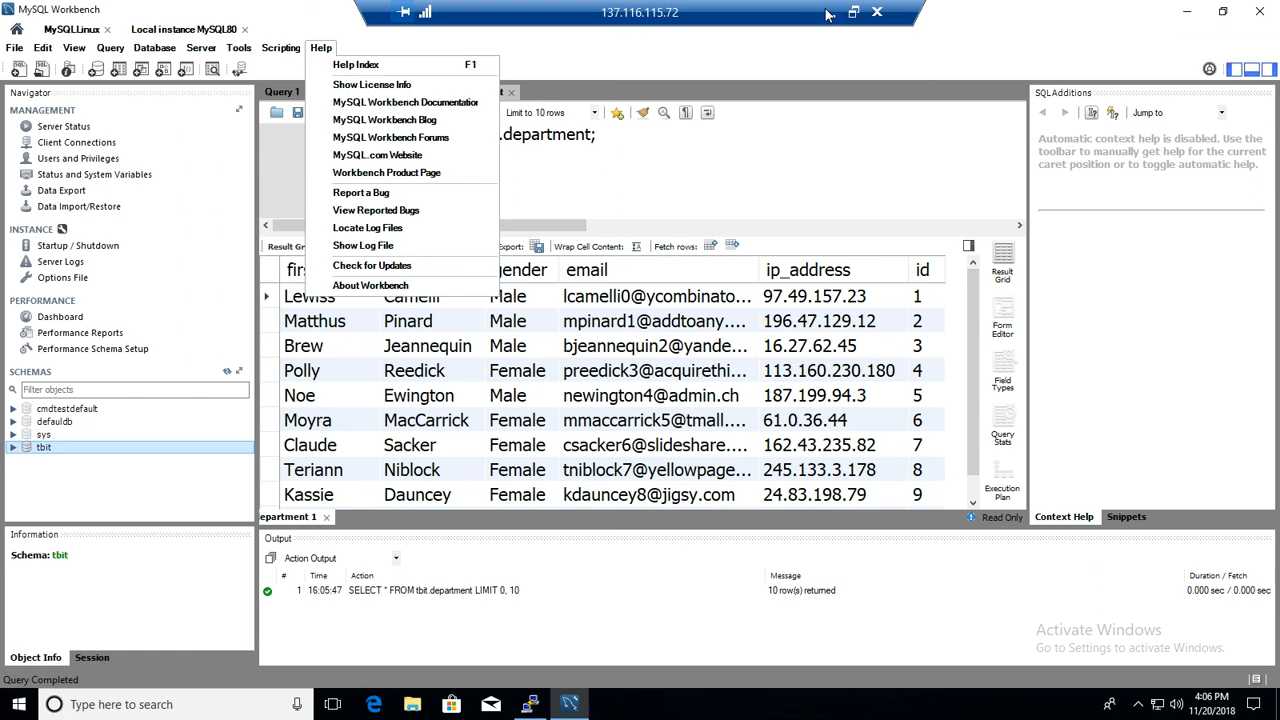 MySQL Workbench
137.116.115.72
MySQLLinux
Local instance MySQL80
File Edit View Query Database Server Tools Scripting Help
Help Index F1
Show License Info
MySQL Workbench Documentation
MySQL Workbench Blog
MySQL Workbench Forums
MySQL.com Website
Workbench Product Page
Report a Bug
View Reported Bugs
Locate Log Files
Show Log File
Check for Updates
About Workbench
Navigator
MANAGEMENT
Server Status
Client Connections
Users and Privileges
Status and System Variables
Data Export
Data Import/Restore
INSTANCE
Startup / Shutdown
Server Logs
Options File
PERFORMANCE
Dashboard
Performance Reports
Performance Schema Setup
SCHEMAS
Filter objects
cmdtestdefault
defauldb
sys
tbit
Information
Schema: tbit
Object Info Session
Query Completed
Query 1
Limit to 10 rows
.department;
Result Gr
Export: Wrap Cell Content: Fetch rows:
gender email ip_address id
Lewiss Camelli Male lcamelli0@ycombinato... 97.49.157.23 1
Matthus Pinard Male mpinard1@addtoany.... 196.47.129.12 2
Brew Jeannequin Male bjeannequin2@yande... 16.27.62.45 3
Polly Reedick Female preedick3@acquirethi... 113.160.230.180 4
Noe Ewington Male newington4@admin.ch 187.199.94.3 5
Moyra MacCarrick Female mmaccarrick5@tmall.... 61.0.36.44 6
Claude Sacker Female csacker6@slideshare.... 162.43.235.82 7
Teriann Niblock Female tniblock7@yellowpage... 245.133.3.178 8
Kassie Dauncey Female kdauncey8@jigsy.com 24.83.198.79 9
Result Grid
Form Editor
Field Types
Query Stats
Execution Plan
epartment 1
Read Only
SQLAdditions
Jump to
Automatic context help is disabled. Use the
toolbar to manually get help for the current
caret position or to toggle automatic help.
Context Help Snippets
Output
Action Output
# Time Action Message Duration / Fetch
1 16:05:47 SELECT * FROM tbit.department LIMIT 0, 10 10 row(s) returned 0.000 sec / 0.000 sec
Activate Windows
Go to Settings to activate Windows.
Type here to search
4:06 PM
11/20/2018